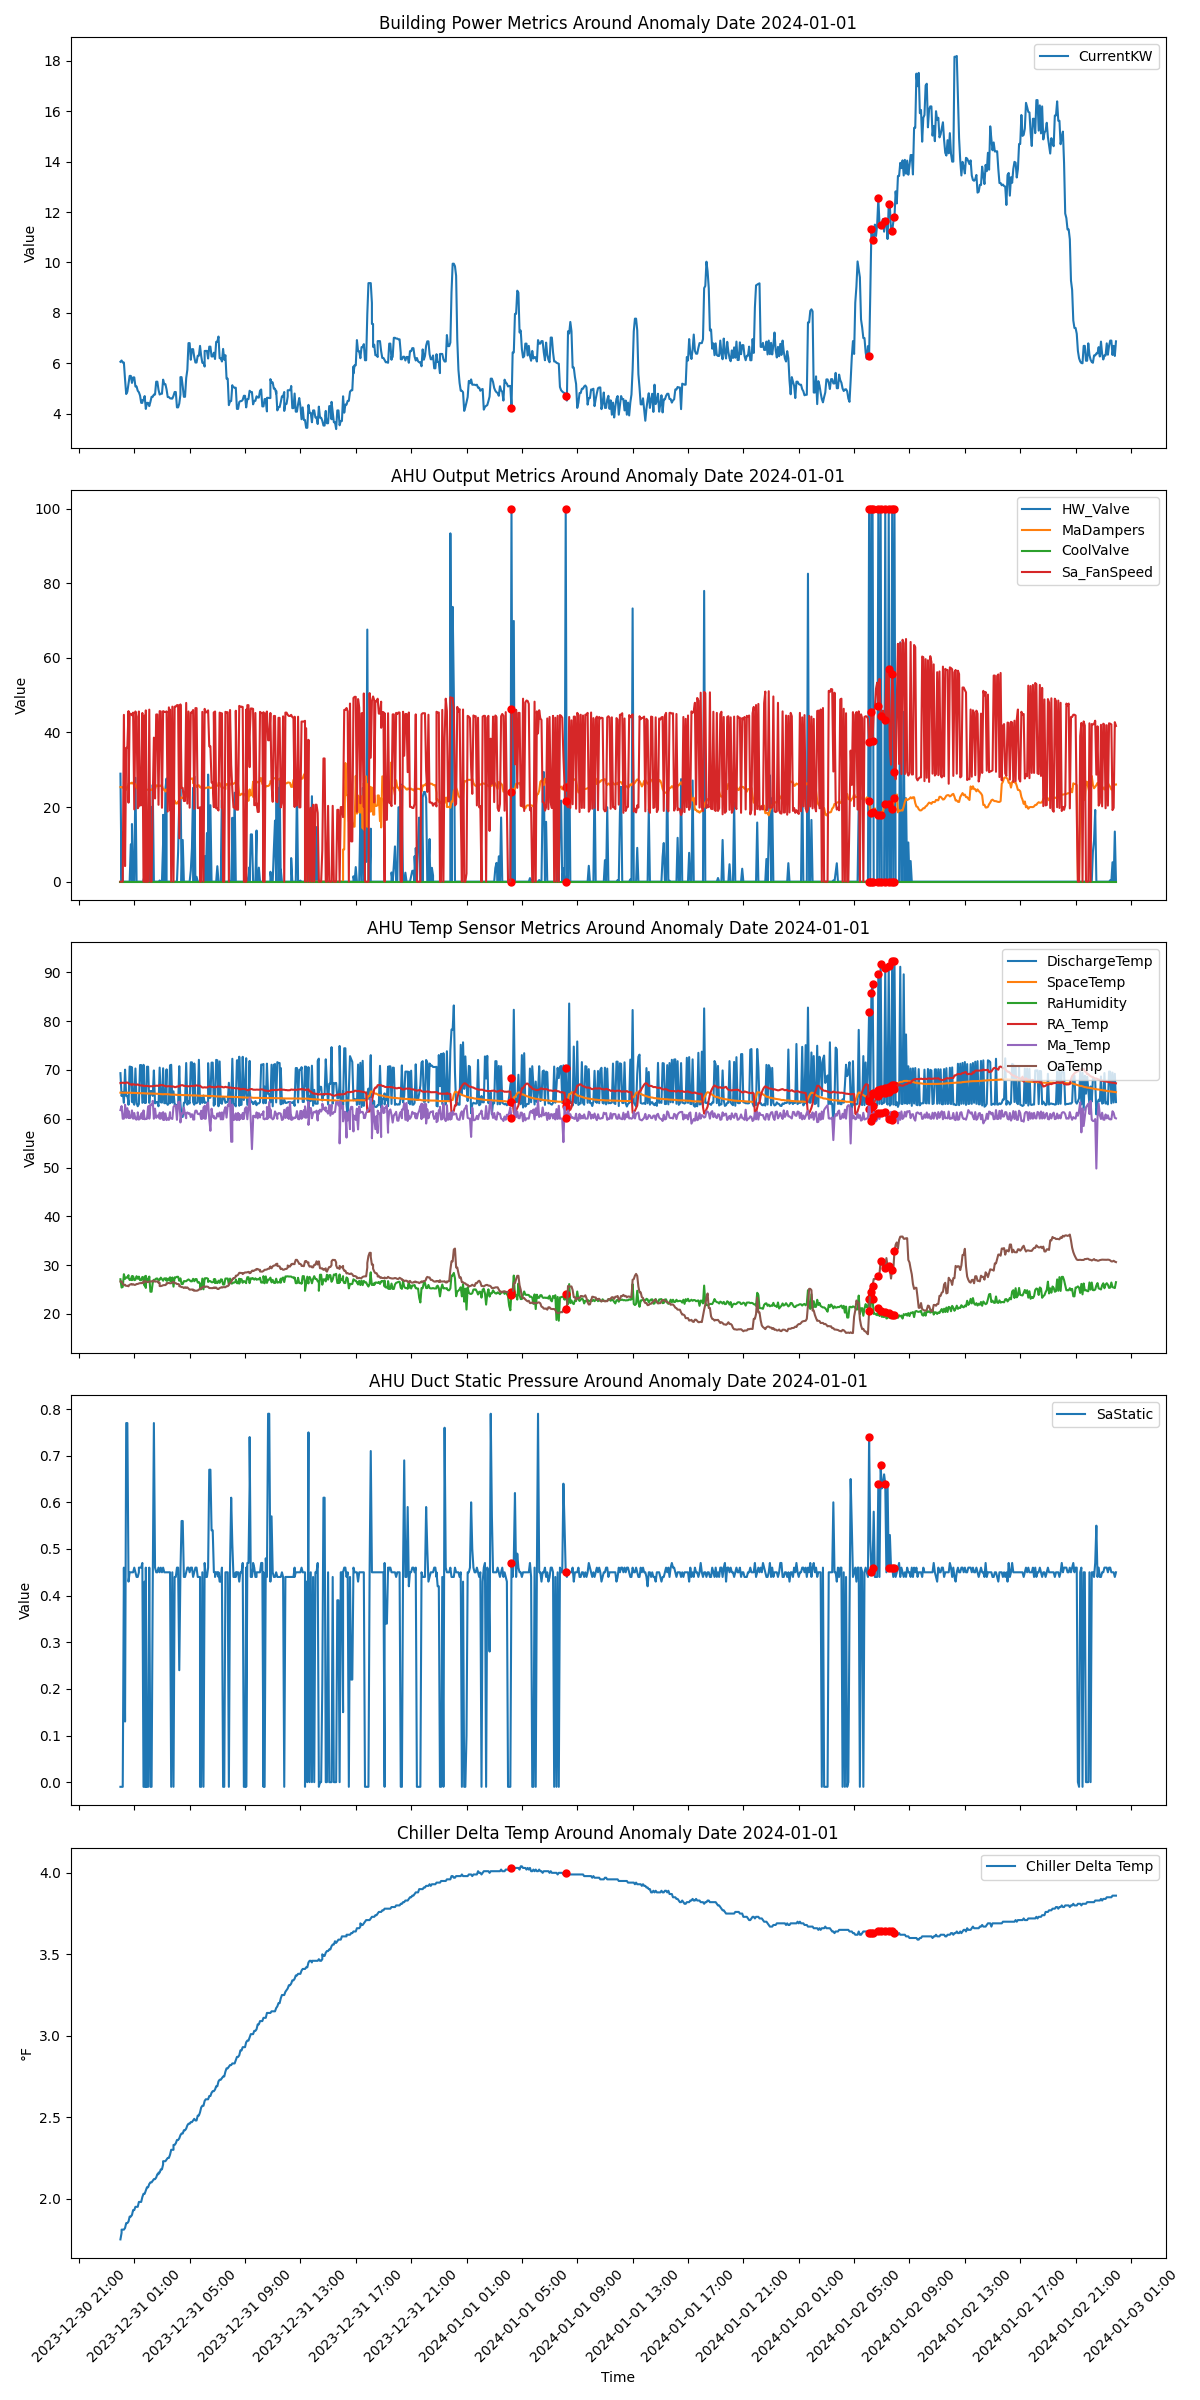 Building Power Metrics Around Anomaly Date 2024-01-01
18
16
14
12
10
8
6
4
Value
CurrentKW
AHU Output Metrics Around Anomaly Date 2024-01-01
100
80
60
40
20
0
Value
HW_Valve
MaDampers
CoolValve
Sa_FanSpeed
AHU Temp Sensor Metrics Around Anomaly Date 2024-01-01
90
80
70
60
50
40
30
20
Value
DischargeTemp
SpaceTemp
RaHumidity
RA_Temp
Ma_Temp
OaTemp
AHU Duct Static Pressure Around Anomaly Date 2024-01-01
0.8
0.7
0.6
0.5
0.4
0.3
0.2
0.1
0.0
Value
SaStatic
Chiller Delta Temp Around Anomaly Date 2024-01-01
4.0
3.5
3.0
2.5
2.0
°F
Chiller Delta Temp
2023-12-30 21:00
2023-12-31 01:00
2023-12-31 05:00
2023-12-31 09:00
2023-12-31 13:00
2023-12-31 17:00
2023-12-31 21:00
2024-01-01 01:00
2024-01-01 05:00
2024-01-01 09:00
2024-01-01 13:00
2024-01-01 17:00
2024-01-01 21:00
2024-01-02 01:00
2024-01-02 05:00
2024-01-02 09:00
2024-01-02 13:00
2024-01-02 17:00
2024-01-02 21:00
2024-01-03 01:00
Time